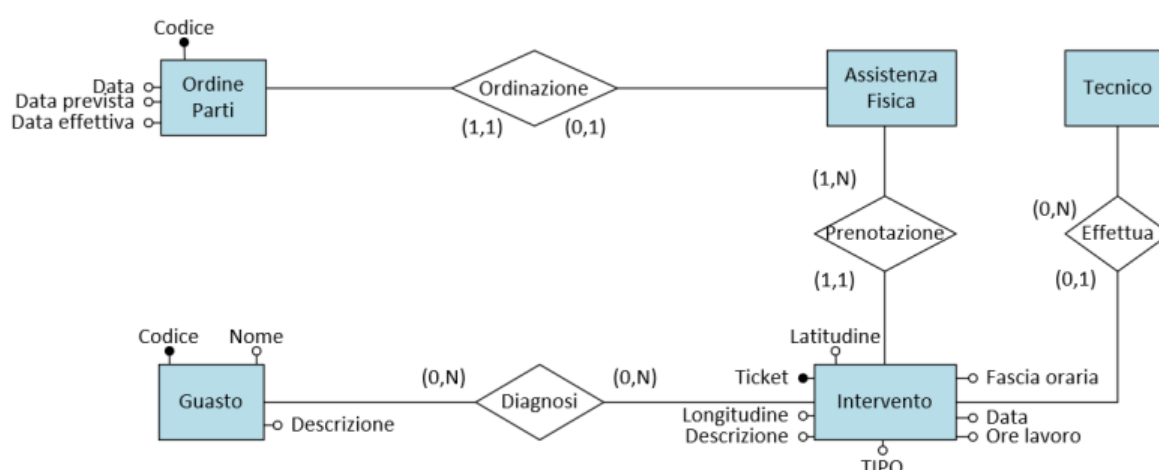 Codice
Data
Data prevista
Data effettiva
Ordine
Parti
Ordinazione
(1,1)
(0,1)
Assistenza
Fisica
Tecnico
(1,N)
Prenotazione
(1,1)
(0,N)
Effettua
(0,1)
Codice
Nome
Guasto
Descrizione
(0,N)
Diagnosi
(0,N)
Latitudine
Ticket
Longitudine
Descrizione
Intervento
Fascia oraria
Data
Ore lavoro
TIPO